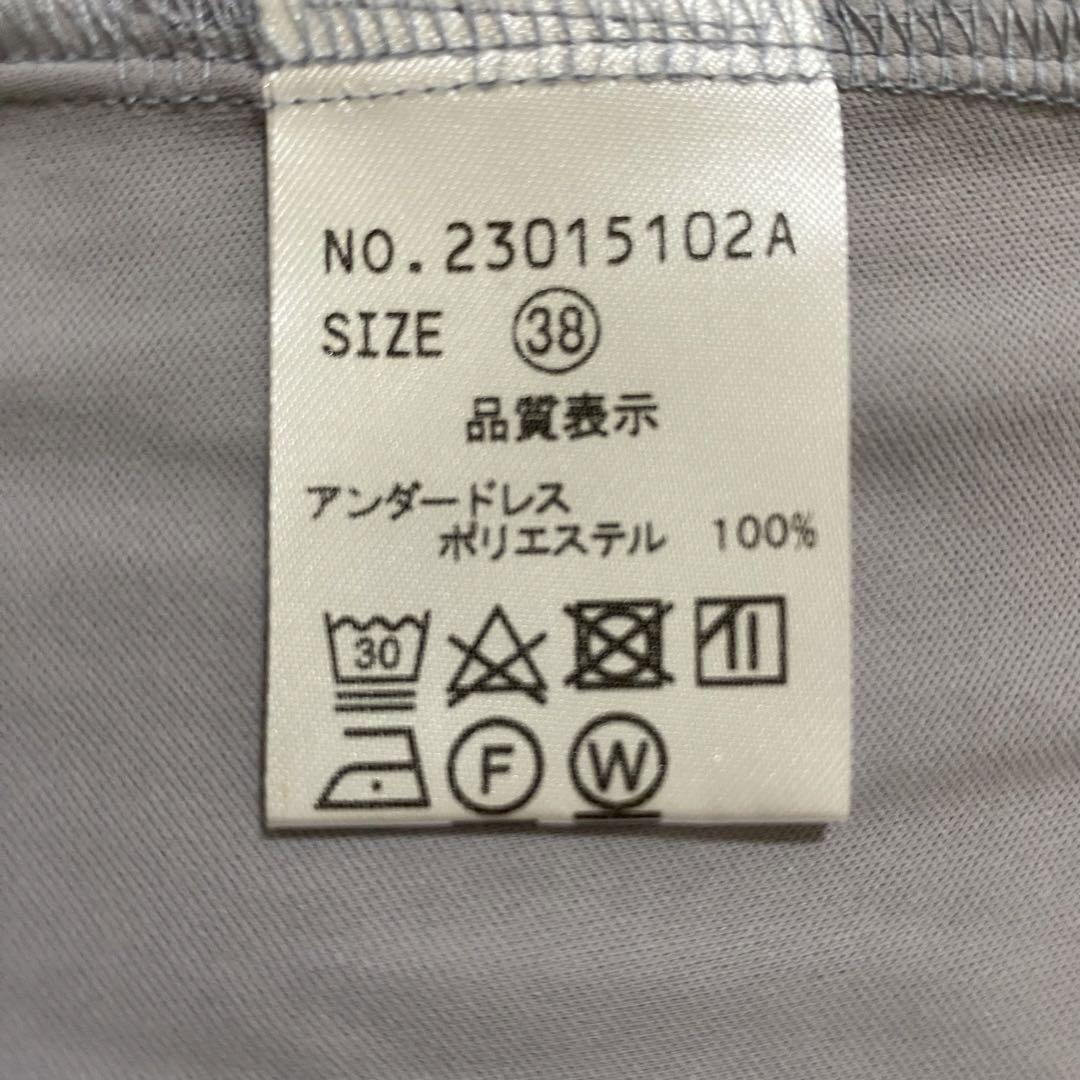 NO.23015102A
SIZE 38
品質表示
アンダードレス
ポリエステル 100%
30
F W